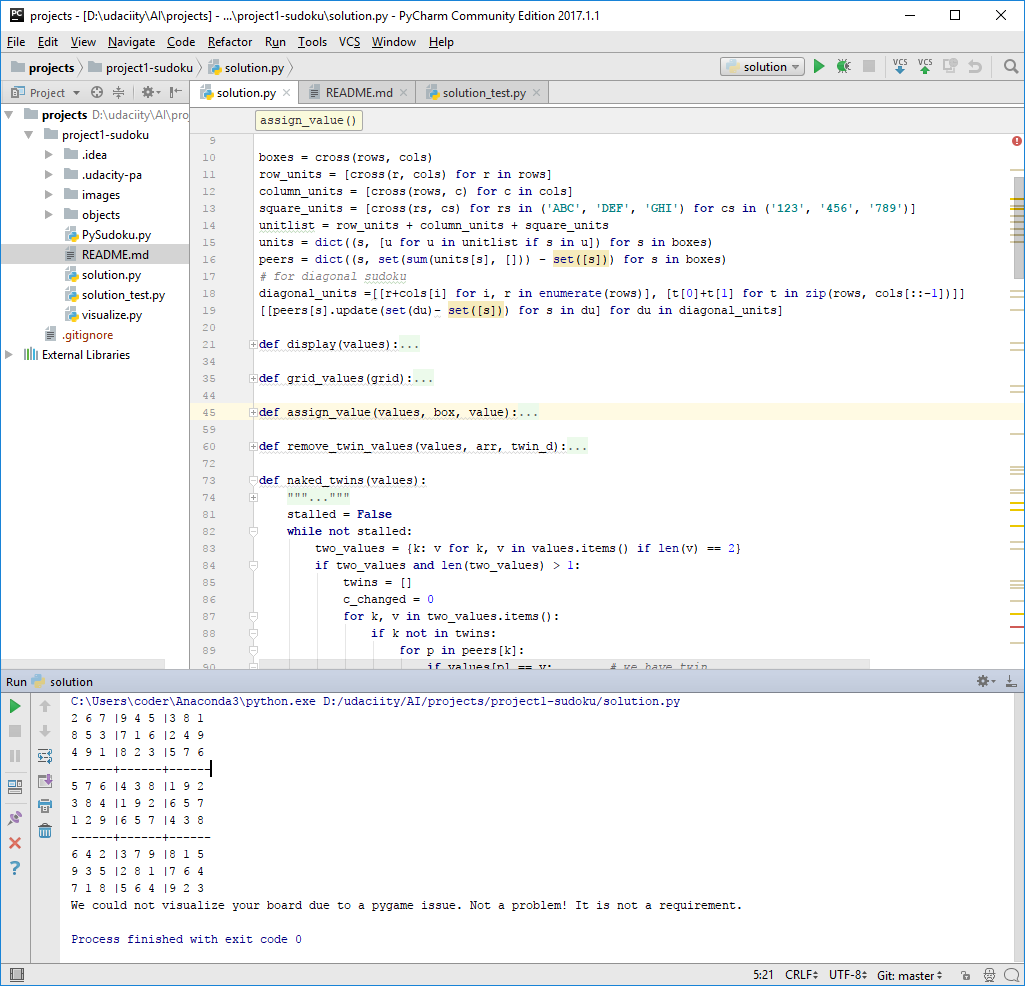 projects - [D:\udaciity\AI\projects] - ...\project1-sudoku\solution.py - PyCharm Community Edition 2017.1.1
File Edit View Navigate Code Refactor Run Tools VCS Window Help
projects project1-sudoku solution.py solution VCS VCS
Project solution.py README.md solution_test.py
projects D:\udaciity\AI\pro
project1-sudoku
.idea
.udacity-pa
images
objects
PySudoku.py
README.md
solution.py
solution_test.py
visualize.py
.gitignore
External Libraries
assign_value()
9
10 boxes = cross(rows, cols)
11 row_units = [cross(r, cols) for r in rows]
12 column_units = [cross(rows, c) for c in cols]
13 square_units = [cross(rs, cs) for rs in ('ABC', 'DEF', 'GHI') for cs in ('123', '456', '789')]
14 unitlist = row_units + column_units + square_units
15 units = dict((s, [u for u in unitlist if s in u]) for s in boxes)
16 peers = dict((s, set(sum(units[s], [])) - set([s])) for s in boxes)
17 # for diagonal sudoku
18 diagonal_units =[[r+cols[i] for i, r in enumerate(rows)], [t[0]+t[1] for t in zip(rows, cols[::-1])]]
19 [[peers[s].update(set(du)- set([s])) for s in du] for du in diagonal_units]
20
21 def display(values):...
34
35 def grid_values(grid):...
44
45 def assign_value(values, box, value):...
59
60 def remove_twin_values(values, arr, twin_d):...
72
73 def naked_twins(values):
74 """..."""
81 stalled = False
82 while not stalled:
83 two_values = {k: v for k, v in values.items() if len(v) == 2}
84 if two_values and len(two_values) > 1:
85 twins = []
86 c_changed = 0
87 for k, v in two_values.items():
88 if k not in twins:
89 for p in peers[k]:
90 if values[p] == v: # we have twin
Run solution
C:\Users\coder\Anaconda3\python.exe D:/udaciity/AI/projects/project1-sudoku/solution.py
2 6 7 |9 4 5 |3 8 1
8 5 3 |7 1 6 |2 4 9
4 9 1 |8 2 3 |5 7 6
------+------+------
5 7 6 |4 3 8 |1 9 2
3 8 4 |1 9 2 |6 5 7
1 2 9 |6 5 7 |4 3 8
------+------+------
6 4 2 |3 7 9 |8 1 5
9 3 5 |2 8 1 |7 6 4
7 1 8 |5 6 4 |9 2 3
We could not visualize your board due to a pygame issue. Not a problem! It is not a requirement.
Process finished with exit code 0
5:21 CRLF UTF-8 Git: master